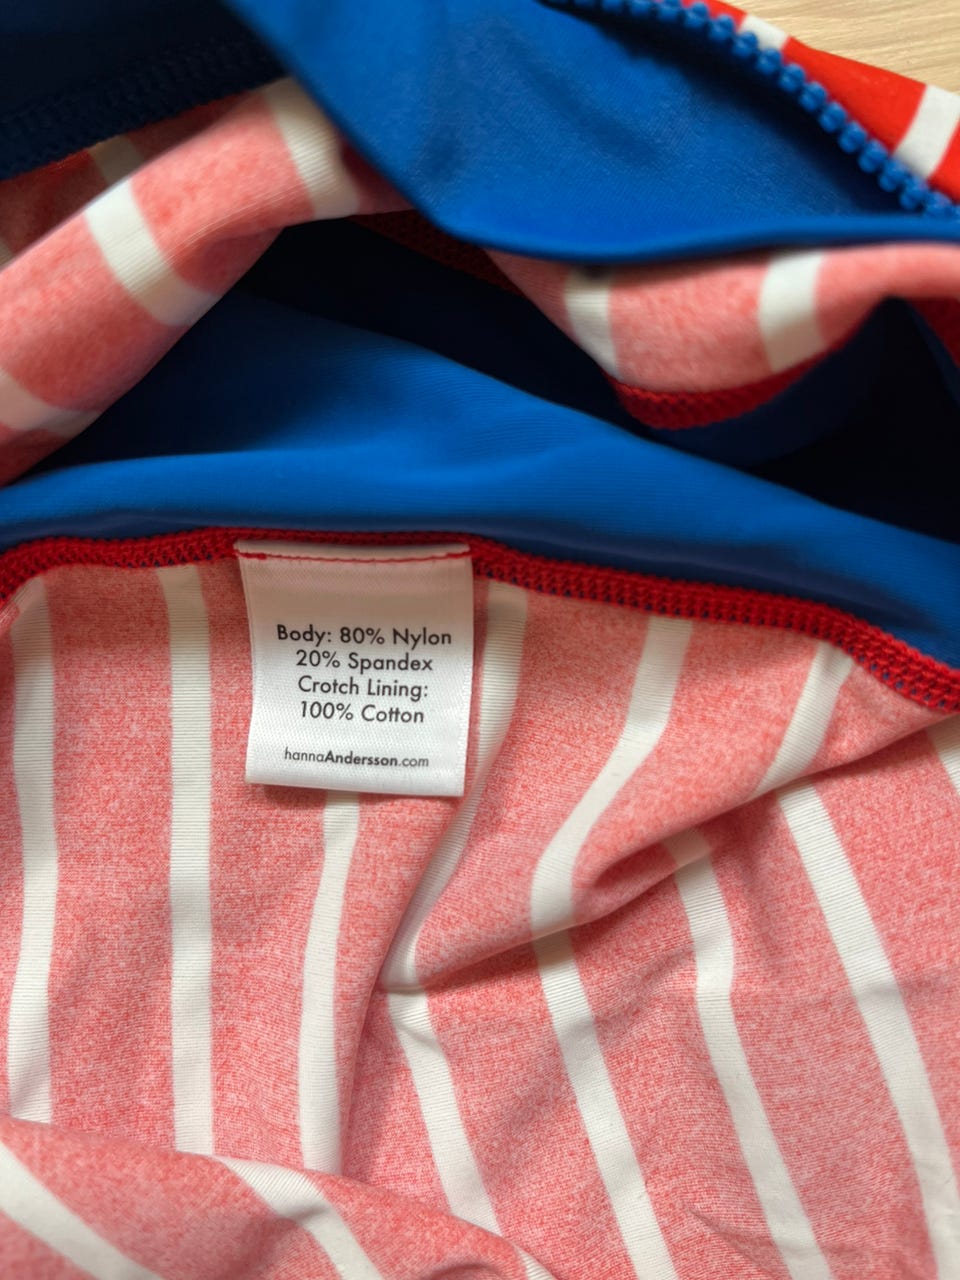 Body: 80% Nylon
20% Spandex
Crotch Lining:
100% Cotton
hannaAndersson.com